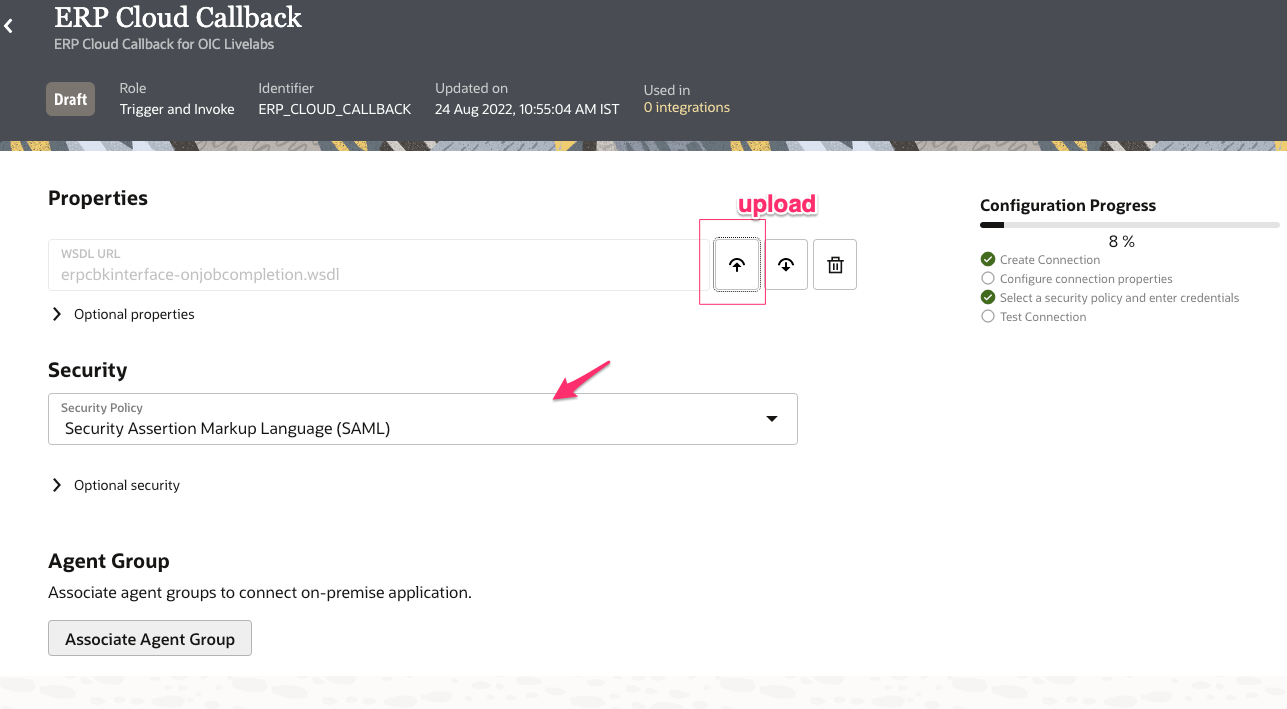 ERP Cloud Callback
ERP Cloud Callback for OIC Livelabs
Draft
Role
Trigger and Invoke
Identifier
ERP_CLOUD_CALLBACK
Updated on
24 Aug 2022, 10:55:04 AM IST
Used in
0 integrations
Properties
upload
WSDL URL
erpcbkinterface-onjobcompletion.wsdl
Optional properties
Security
Security Policy
Security Assertion Markup Language (SAML)
Optional security
Agent Group
Associate agent groups to connect on-premise application.
Associate Agent Group
Configuration Progress
8 %
Create Connection
Configure connection properties
Select a security policy and enter credentials
Test Connection